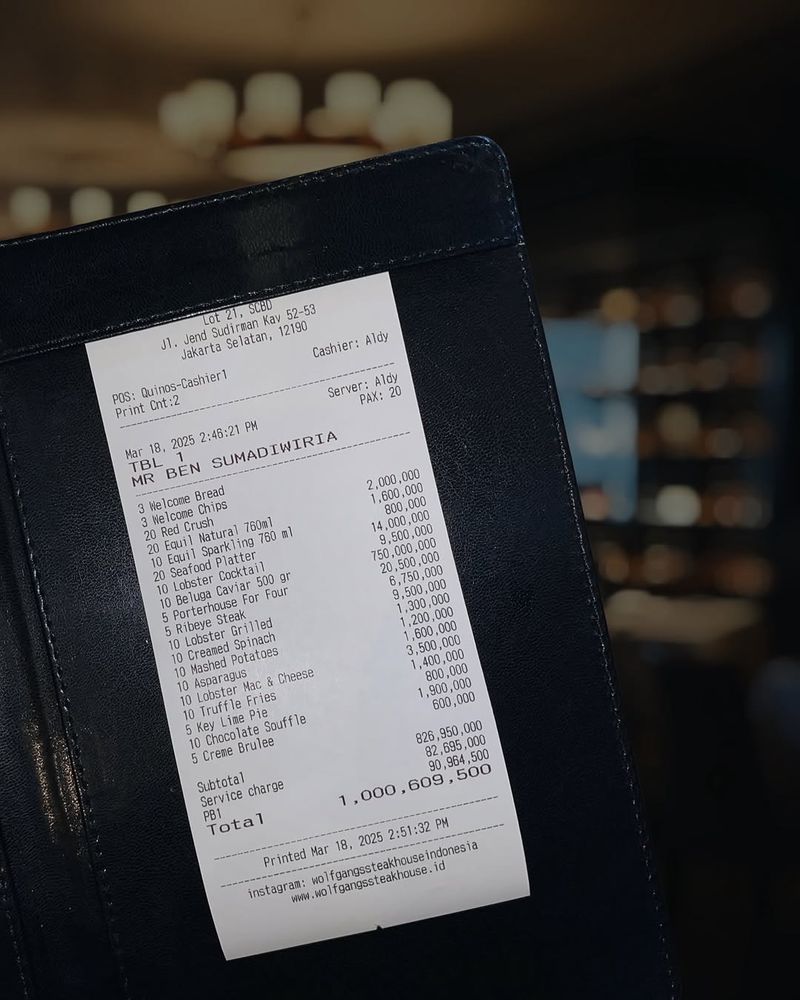 Lot 21, SCBD
Jl. Jend Sudirman Kav 52-53
Jakarta Selatan, 12190
POS: Quinos-Cashier1 Cashier: Aldy
Print Cnt:2
Server: Aldy
PAX: 20
Mar 18, 2025 2:46:21 PM
TBL 1
MR BEN SUMADIWIRIA
3 Welcome Bread
3 Welcome Chips
20 Red Crush 2,000,000
20 Equil Natural 760ml 1,600,000
10 Equil Sparkling 760 ml 800,000
20 Seafood Platter 14,000,000
10 Lobster Cocktail 9,500,000
10 Beluga Caviar 500 gr 750,000,000
5 Porterhouse For Four 20,500,000
5 Ribeye Steak 6,750,000
10 Lobster Grilled 9,500,000
10 Creamed Spinach 1,300,000
10 Mashed Potatoes 1,200,000
10 Asparagus 1,600,000
10 Lobster Mac & Cheese 3,500,000
10 Truffle Fries 1,400,000
5 Key Lime Pie 800,000
10 Chocolate Souffle 1,900,000
5 Creme Brulee 600,000
Subtotal 826,950,000
Service charge 82,695,000
PB1 90,964,500
Total 1,000,609,500
Printed Mar 18, 2025 2:51:32 PM
instagram: wolfgangssteakhouseindonesia
www.wolfgangssteakhouse.id